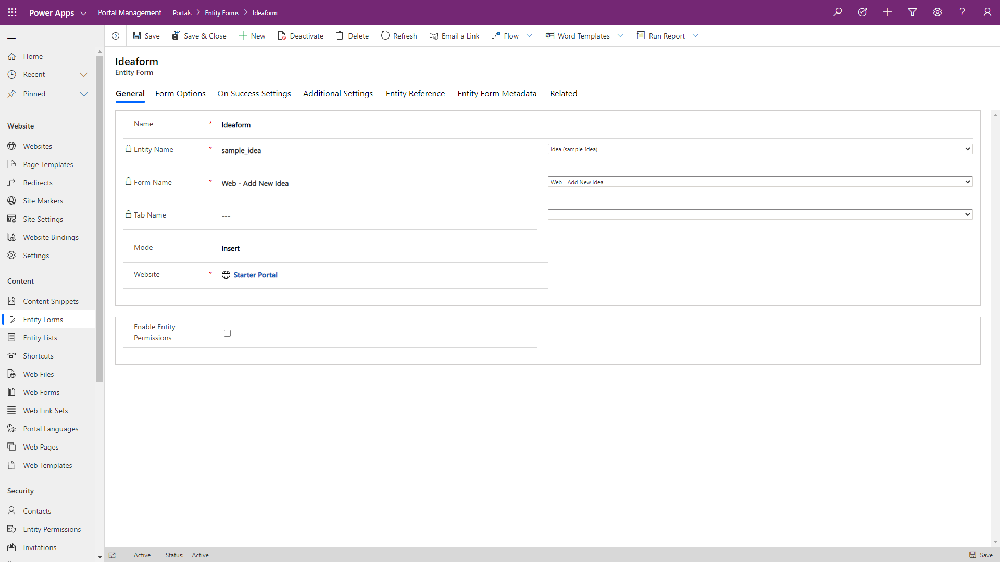 Power Apps Portal Management Portals Entity Forms Ideaform
Save Save & Close New Deactivate Delete Refresh Email a Link Flow Word Templates Run Report
Home
Recent
Pinned
Website
Websites
Page Templates
Redirects
Site Markers
Site Settings
Website Bindings
Settings
Content
Content Snippets
Entity Forms
Entity Lists
Shortcuts
Web Files
Web Forms
Web Link Sets
Portal Languages
Web Pages
Web Templates
Security
Contacts
Entity Permissions
Invitations
Ideaform
Entity Form
General Form Options On Success Settings Additional Settings Entity Reference Entity Form Metadata Related
Name * Ideaform
Entity Name * sample_idea Idea (sample_idea)
Form Name * Web - Add New Idea Web - Add New Idea
Tab Name ---
Mode Insert
Website * Starter Portal
Enable Entity
Permissions
Active Status: Active Save